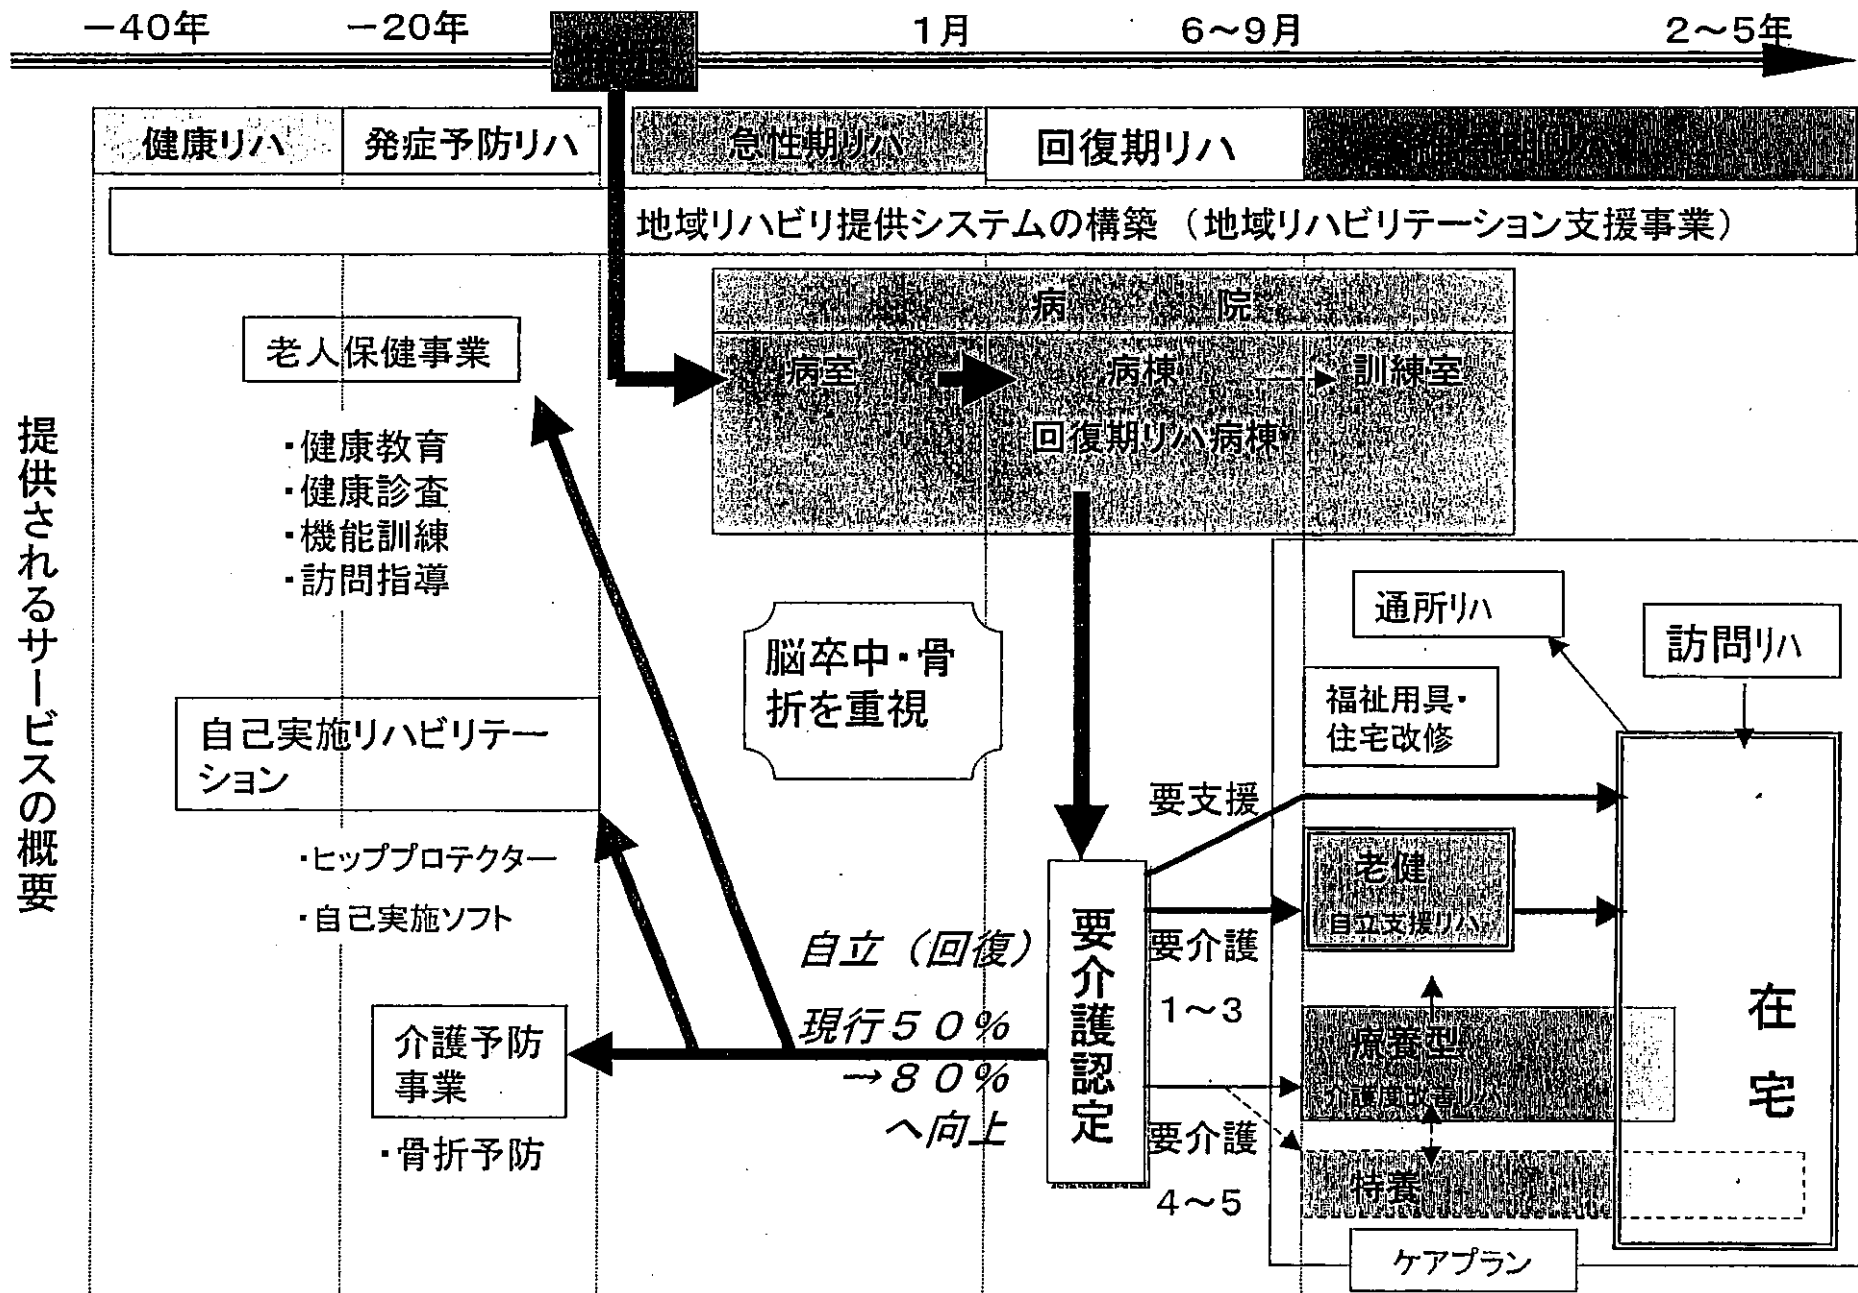 －40年
－20年
1月
6～9月
2～5年
健康リハ
発症予防リハ
急性期リハ
回復期リハ
地域リハビリ提供システムの構築（地域リハビリテーション支援事業）
病院
病室
病棟
訓練室
回復期リハ病棟
提供されるサービスの概要
老人保健事業
・健康教育
・健康診査
・機能訓練
・訪問指導
脳卒中・骨
折を重視
通所リハ
訪問リハ
福祉用具・
住宅改修
自己実施リハビリテー
ション
・ヒッププロテクター
・自己実施ソフト
要支援
老健
自立支援リハ
要介護認定
自立（回復）
現行５０％
→８０％
へ向上
要介護
1～3
療養型
介護度改善リハ
在宅
介護予防
事業
・骨折予防
要介護
4～5
特養
ケアプラン